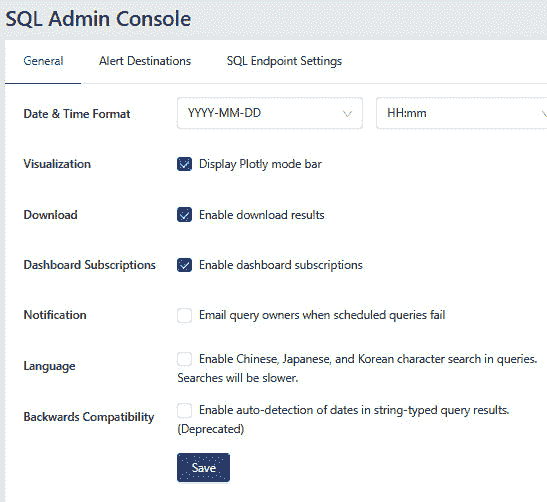 SQL Admin Console
General Alert Destinations SQL Endpoint Settings
Date & Time Format YYYY-MM-DD HH:mm
Visualization Display Plotly mode bar
Download Enable download results
Dashboard Subscriptions Enable dashboard subscriptions
Notification Email query owners when scheduled queries fail
Language Enable Chinese, Japanese, and Korean character search in queries.
Searches will be slower.
Backwards Compatibility Enable auto-detection of dates in string-typed query results.
(Deprecated)
Save